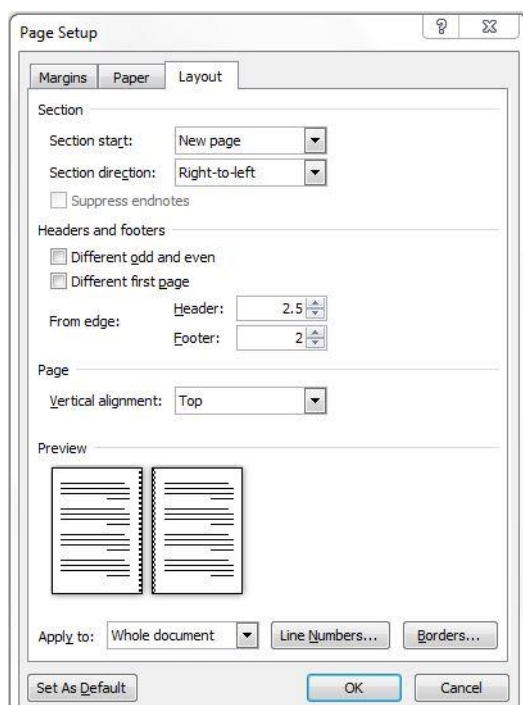 Page Setup
Margins Paper Layout
Section
Section start: New page
Section direction: Right-to-left
Suppress endnotes
Headers and footers
Different odd and even
Different first page
From edge:
Header: 2.5
Footer: 2
Page
Vertical alignment: Top
Preview
Apply to: Whole document Line Numbers... Borders...
Set As Default OK Cancel